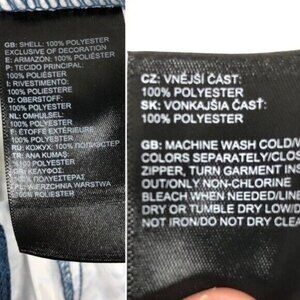 GB: SHELL: 100% POLYESTER
EXCLUSIVE OF DECORATION
E: ARMAZÓN: 100% POLIÉSTER
P: TECIDO PRINCIPAL:
100% POLIÉSTER
I: RIVESTIMENTO:
100% POLIESTERE
D: OBERSTOFF:
100% POLYESTER
NL: OMHULSEL:
100% POLYESTER
F: ÉTOFFE EXTÉRIEURE
100% POLYESTER
RU: КОЖУХ: 100% ПОЛИЭСТЕР
TR: ANA KUMAŞ:
100% POLYESTER
GR: ΚΕΛΥΦΟΣ:
100% ΠΟΛΥΕΣΤΕΡΑΣ
PL: WIERZCHNIA WARSTWA
100% POLYESTER
CZ: VNĚJŠÍ ČÁST:
100% POLYESTER
SK: VONKAJŠIA ČASŤ:
100% POLYESTER
GB: MACHINE WASH COLD/W
COLORS SEPARATELY/CLOS
ZIPPER, TURN GARMENT INSI
OUT/ONLY NON-CHLORINE
BLEACH WHEN NEEDED/LINE
DRY OR TUMBLE DRY LOW/D
NOT IRON/DO NOT DRY CLEA